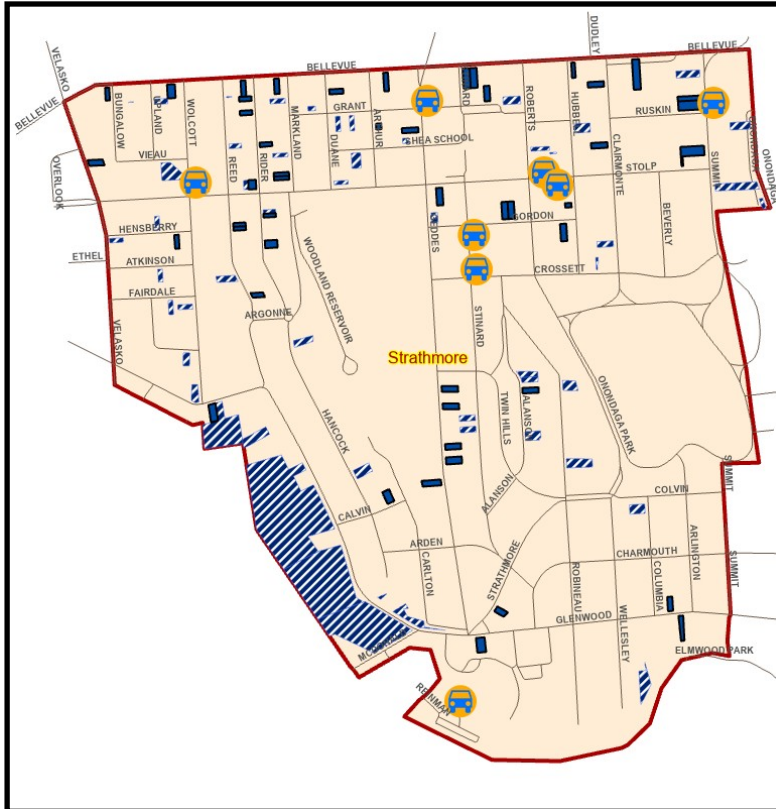 VELASKO
DUDLEY
BELLEVUE
BELLEVUE
BELLEVUE
BUNGALOW
UPLAND
WOLCOTT
MARKLAND
GRANT
ARTHUR
ROBERTS
HUBBELL
RUSKIN
SHEA SCHOOL
DUANE
VIEAU
REED
RIDER
CLAIRMONTE
STOLP
SUMMIT
ONONDAGA
OVERLOOK
HENSBERRY
GEDDES
GORDON
BEVERLY
ETHEL
ATKINSON
WOODLAND RESERVOIR
CROSSETT
FAIRDALE
ARGONNE
STINARD
VELASKO
Strathmore
HANCOCK
TWIN HILLS
ALANSON
ONONDAGA PARK
ALANSON
COLVIN
SUMMIT
CALVIN
ARDEN
CARLTON
STRATHMORE
CHARMOUTH
ARLINGTON
ROBINEAU
COLUMBIA
SUMMIT
GLENWOOD
WELLESLEY
ELMWOOD PARK
REINMAN